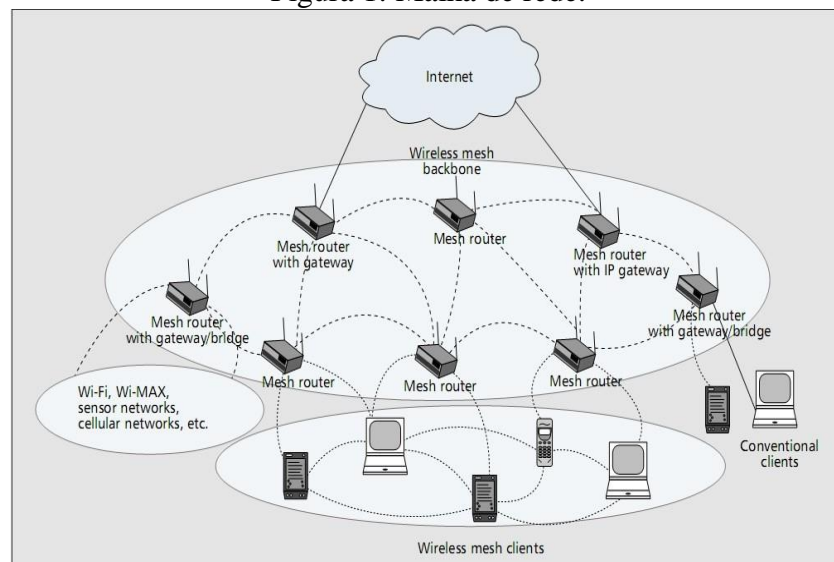 Figura 1: Malha de rede.
Internet
Wireless mesh
backbone
Mesh router
with gateway
Mesh router
Mesh router
with IP gateway
Mesh router
with gateway/bridge
Mesh router
with gateway/bridge
Mesh router
Mesh router
Mesh router
Wi-Fi, Wi-MAX,
sensor networks,
cellular networks, etc.
Conventional
clients
Wireless mesh clients